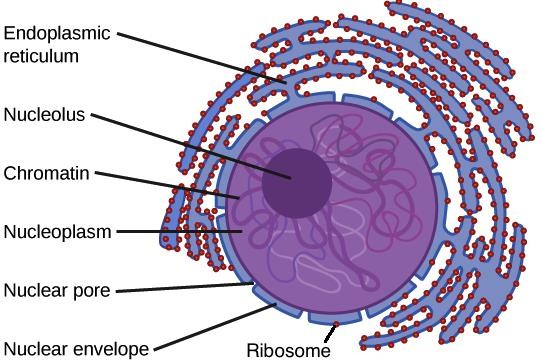 Endoplasmic
reticulum
Nucleolus
Chromatin
Nucleoplasm
Nuclear pore
Nuclear envelope
Ribosome